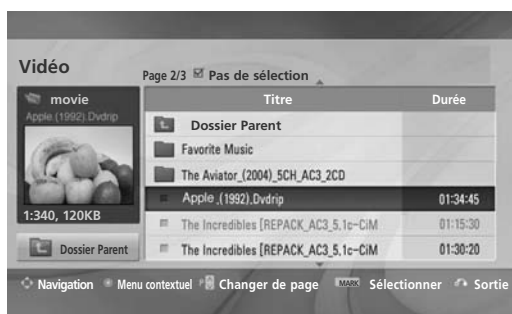 Vidéo
Page 2/3 Pas de sélection
movie
Apple.(1992).Dvdrip
1:340, 120KB
Dossier Parent
Titre Durée
Dossier Parent
Favorite Music
The Aviator_(2004)_5CH_AC3_2CD
Apple .(1992).Dvdrip 01:34:45
The Incredibles [REPACK_AC3_5,1c-CiM 01:15:30
The Incredibles [REPACK_AC3_5,1c-CiM 01:30:20
Navigation Menu contextuel P Changer de page MARK Sélectionner Sortie